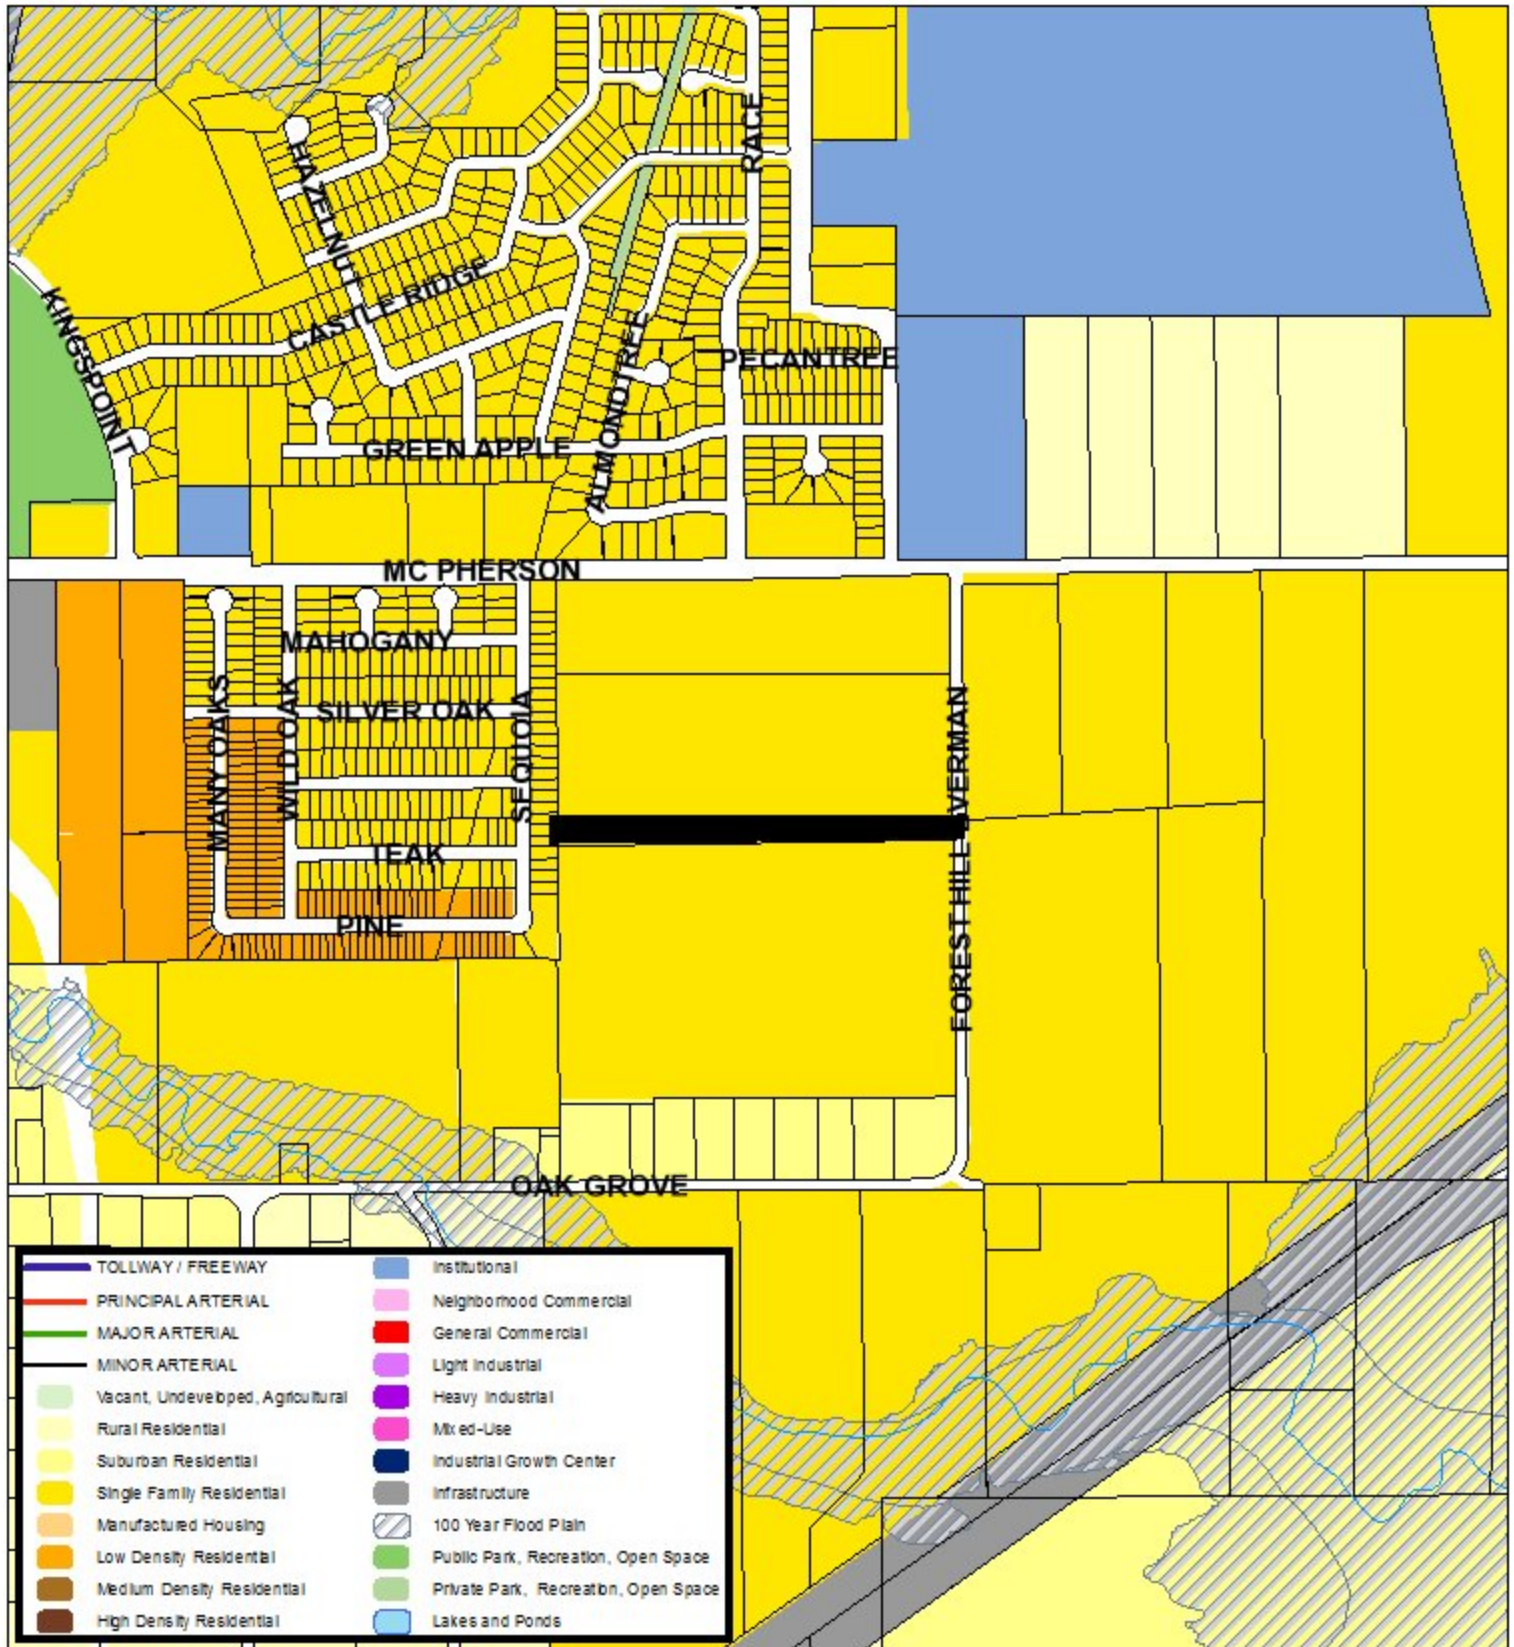 HAZELNUT
RACE
CASTLE RIDGE
KINGSPOINT
ALMONDTREE
PECANTREE
GREEN APPLE
MC PHERSON
MAHOGANY
MANY OAKS
WILD OAK
SILVER OAK
SEQUOIA
TEAK
PINE
FOREST HILL EVERMAN
OAK GROVE
TOLLWAY / FREEWAY
PRINCIPAL ARTERIAL
MAJOR ARTERIAL
MINOR ARTERIAL
Vacant, Undeveloped, Agricultural
Rural Residential
Suburban Residential
Single Family Residential
Manufactured Housing
Low Density Residential
Medium Density Residential
High Density Residential
Institutional
Neighborhood Commercial
General Commercial
Light Industrial
Heavy Industrial
Mixed-Use
Industrial Growth Center
Infrastructure
100 Year Flood Plain
Public Park, Recreation, Open Space
Private Park, Recreation, Open Space
Lakes and Ponds